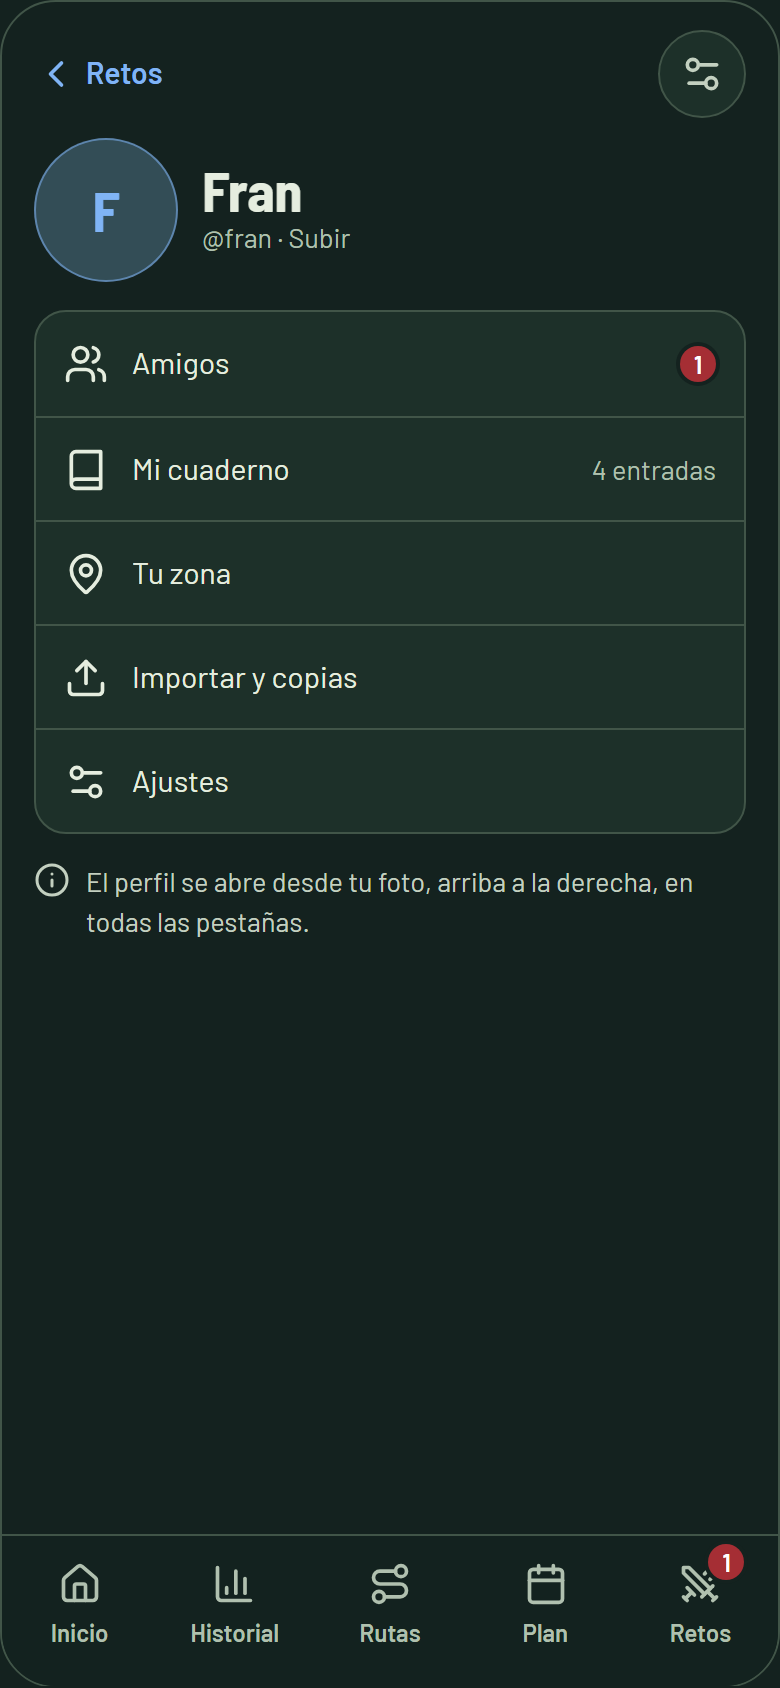 Retos
F
Fran
@fran · Subir
Amigos
1
Mi cuaderno
4 entradas
Tu zona
Importar y copias
Ajustes
El perfil se abre desde tu foto, arriba a la derecha, en
todas las pestañas.
1
Inicio
Historial
Rutas
Plan
Retos